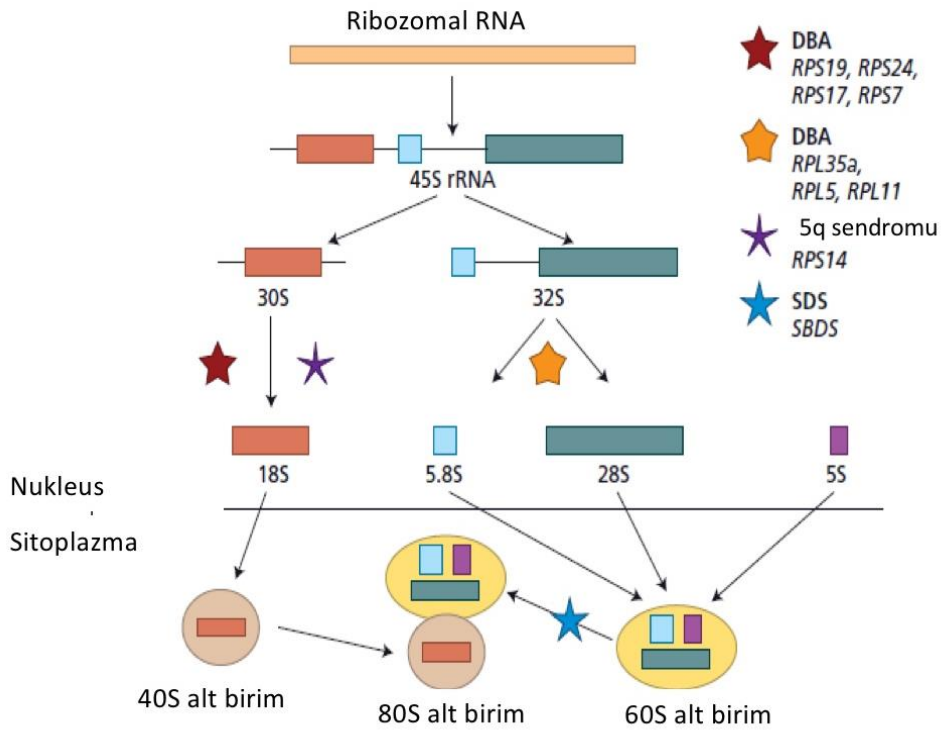 Ribozomal RNA
45S rRNA
30S
32S
18S
5.8S
28S
5S
Nukleus
Sitoplazma
40S alt birim
80S alt birim
60S alt birim
DBA
RPS19, RPS24,
RPS17, RPS7
DBA
RPL35a,
RPL5, RPL11
5q sendromu
RPS14
SDS
SBDS